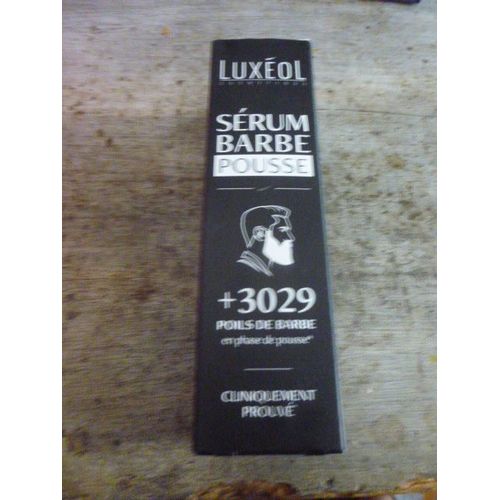 LUXÉOL
SÉRUM
BARBE
POUSSE
+3029
POILS DE BARBE
en phase de pousse*
CLINIQUEMENT
PROUVÉ